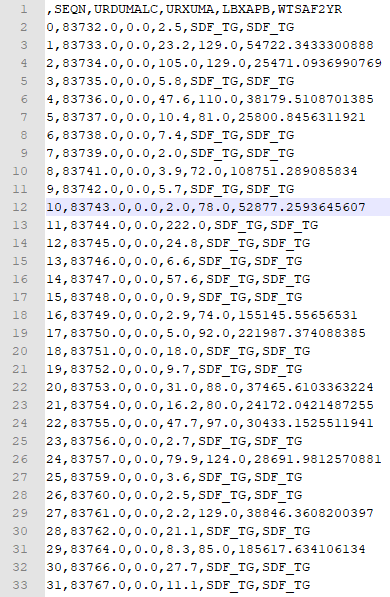 1 ,SEQN,URDUMALC,URXUMA,LBXAPB,WTSAF2YR
2 0,83732.0,0.0,2.5,SDF_TG,SDF_TG
3 1,83733.0,0.0,23.2,129.0,54722.3433300888
4 2,83734.0,0.0,105.0,129.0,25471.0936990769
5 3,83735.0,0.0,5.8,SDF_TG,SDF_TG
6 4,83736.0,0.0,47.6,110.0,38179.5108701385
7 5,83737.0,0.0,10.4,81.0,25800.8456311921
8 6,83738.0,0.0,7.4,SDF_TG,SDF_TG
9 7,83739.0,0.0,2.0,SDF_TG,SDF_TG
10 8,83741.0,0.0,3.9,72.0,108751.289085834
11 9,83742.0,0.0,5.7,SDF_TG,SDF_TG
12 10,83743.0,0.0,2.0,78.0,52877.2593645607
13 11,83744.0,0.0,222.0,SDF_TG,SDF_TG
14 12,83745.0,0.0,24.8,SDF_TG,SDF_TG
15 13,83746.0,0.0,6.6,SDF_TG,SDF_TG
16 14,83747.0,0.0,57.6,SDF_TG,SDF_TG
17 15,83748.0,0.0,0.9,SDF_TG,SDF_TG
18 16,83749.0,0.0,2.9,74.0,155145.55656531
19 17,83750.0,0.0,5.0,92.0,221987.374088385
20 18,83751.0,0.0,18.0,SDF_TG,SDF_TG
21 19,83752.0,0.0,9.7,SDF_TG,SDF_TG
22 20,83753.0,0.0,31.0,88.0,37465.6103363224
23 21,83754.0,0.0,16.2,80.0,24172.0421487255
24 22,83755.0,0.0,47.7,97.0,30433.1525511941
25 23,83756.0,0.0,2.7,SDF_TG,SDF_TG
26 24,83757.0,0.0,79.9,124.0,28691.9812570881
27 25,83759.0,0.0,3.6,SDF_TG,SDF_TG
28 26,83760.0,0.0,2.5,SDF_TG,SDF_TG
29 27,83761.0,0.0,2.2,129.0,38846.3608200397
30 28,83762.0,0.0,21.1,SDF_TG,SDF_TG
31 29,83764.0,0.0,8.3,85.0,185617.634106134
32 30,83766.0,0.0,27.7,SDF_TG,SDF_TG
33 31,83767.0,0.0,11.1,SDF_TG,SDF_TG